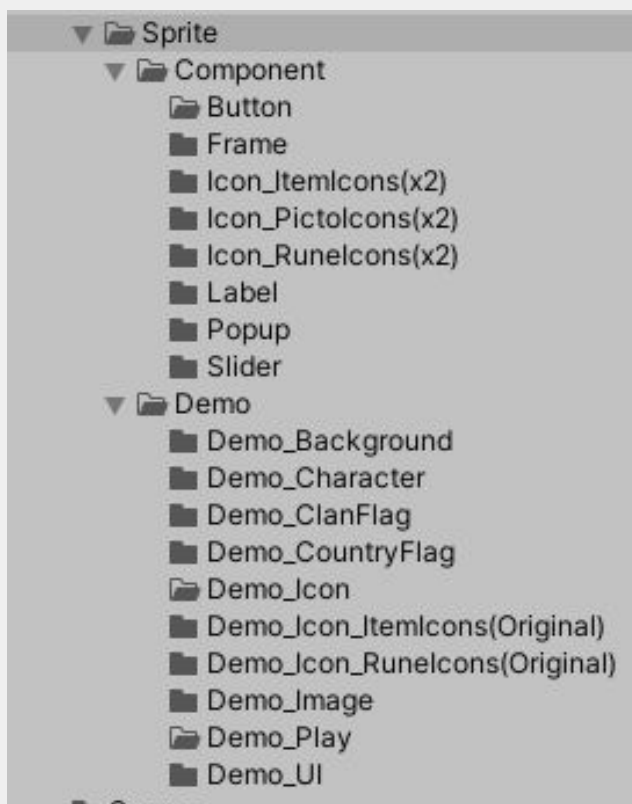 Sprite
Component
Button
Frame
Icon_ItemIcons(x2)
Icon_PictoIcons(x2)
Icon_RuneIcons(x2)
Label
Popup
Slider
Demo
Demo_Background
Demo_Character
Demo_ClanFlag
Demo_CountryFlag
Demo_Icon
Demo_Icon_ItemIcons(Original)
Demo_Icon_RuneIcons(Original)
Demo_Image
Demo_Play
Demo_UI